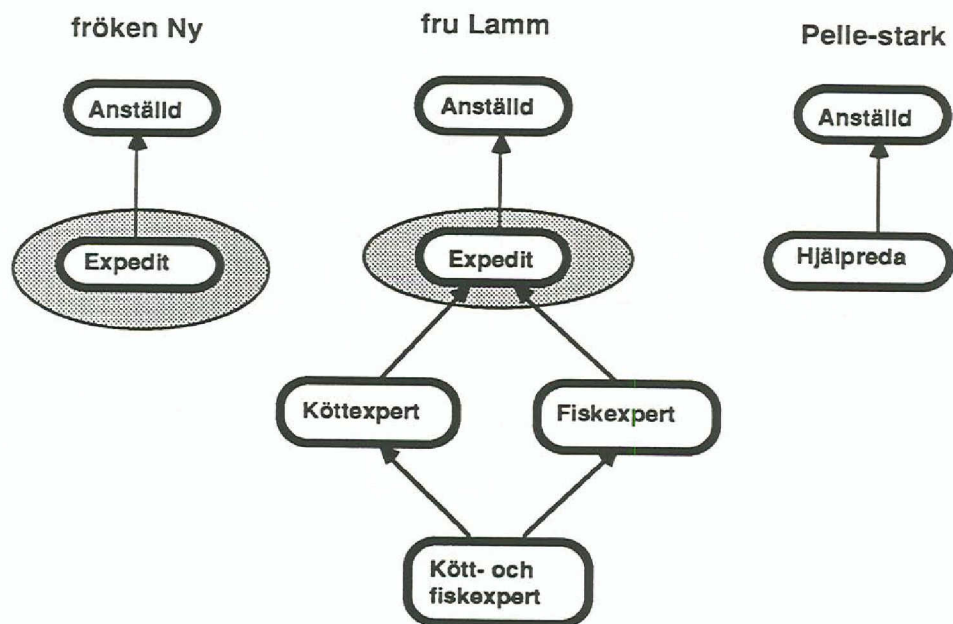 fröken Ny
fru Lamm
Pelle-stark
Anställd
Anställd
Anställd
Expedit
Expedit
Hjälpreda
Köttexpert
Fiskexpert
Kött- och
fiskexpert